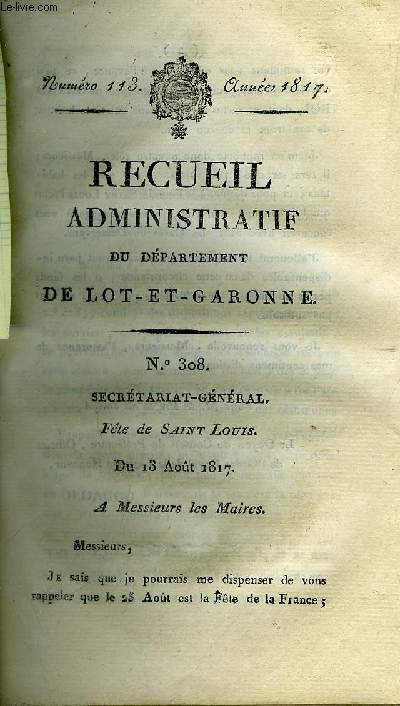 Le-livre.com
Numéro 113. Année 1817.
RECUEIL
ADMINISTRATIF
DU DÉPARTEMENT
DE LOT-ET-GARONNE.
N.º 308.
SECRÉTARIAT-GÉNÉRAL.
Fête de SAINT LOUIS.
Du 13 Août 1817.
A Messieurs les Maires.
Messieurs,
JE sais que je pourrais me dispenser de vous
rappeler que le 25 Août est la Fête de la France ;